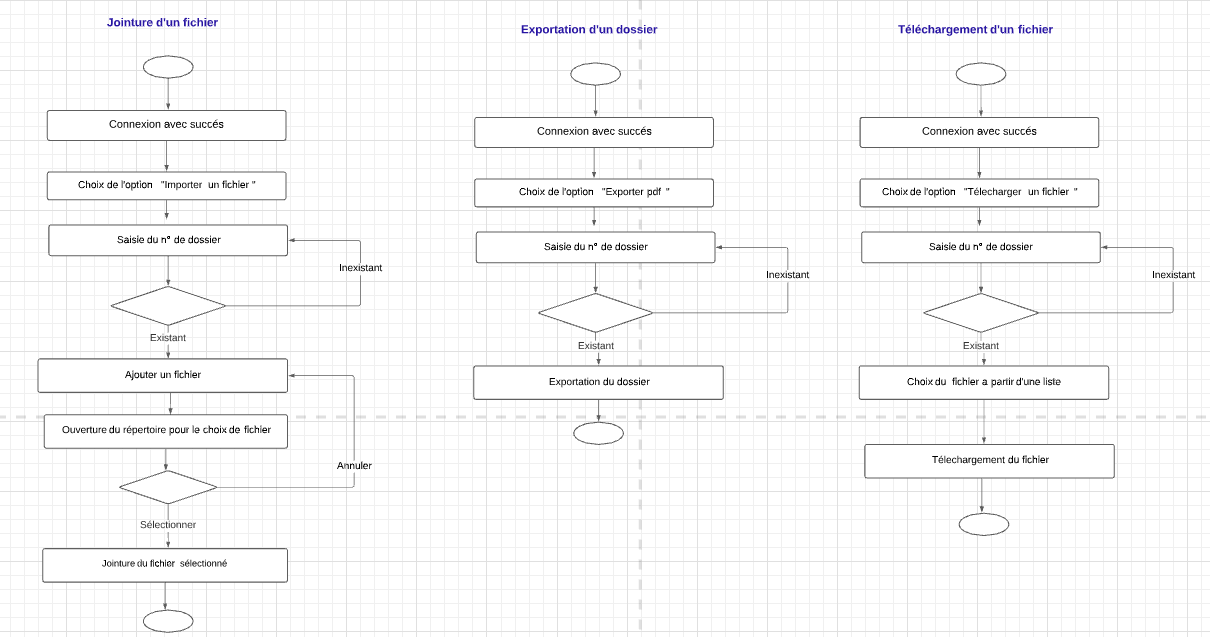 Jointure d'un fichier
Connexion avec succés
Choix de l'option "Importer un fichier "
Saisie du n° de dossier
Inexistant
Existant
Ajouter un fichier
Ouverture du répertoire pour le choix de fichier
Annuler
Sélectionner
Jointure du fichier sélectionné
Exportation d'un dossier
Connexion avec succés
Choix de l'option "Exporter pdf "
Saisie du n° de dossier
Inexistant
Existant
Exportation du dossier
Téléchargement d'un fichier
Connexion avec succés
Choix de l'option "Télecharger un fichier "
Saisie du n° de dossier
Inexistant
Existant
Choix du fichier a partir d'une liste
Télechargement du fichier